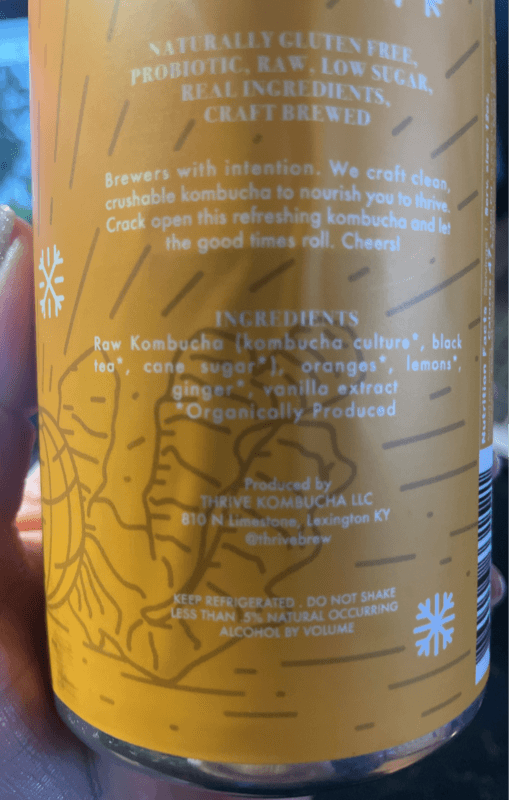 NATURALLY GLUTEN FREE,
PROBIOTIC, RAW, LOW SUGAR,
REAL INGREDIENTS,
CRAFT BREWED
Brewers with intention. We craft clean,
crushable kombucha to nourish you to thrive.
Crack open this refreshing kombucha and let
the good times roll. Cheers!
INGREDIENTS
Raw Kombucha (kombucha culture*, black
tea*, cane sugar*), oranges*, lemons*,
ginger*, vanilla extract
*Organically Produced
Produced by
THRIVE KOMBUCHA LLC
810 N Limestone, Lexington KY
@thrivebrew
KEEP REFRIGERATED . DO NOT SHAKE
LESS THAN .5% NATURAL OCCURRING
ALCOHOL BY VOLUME
Nutrition Facts